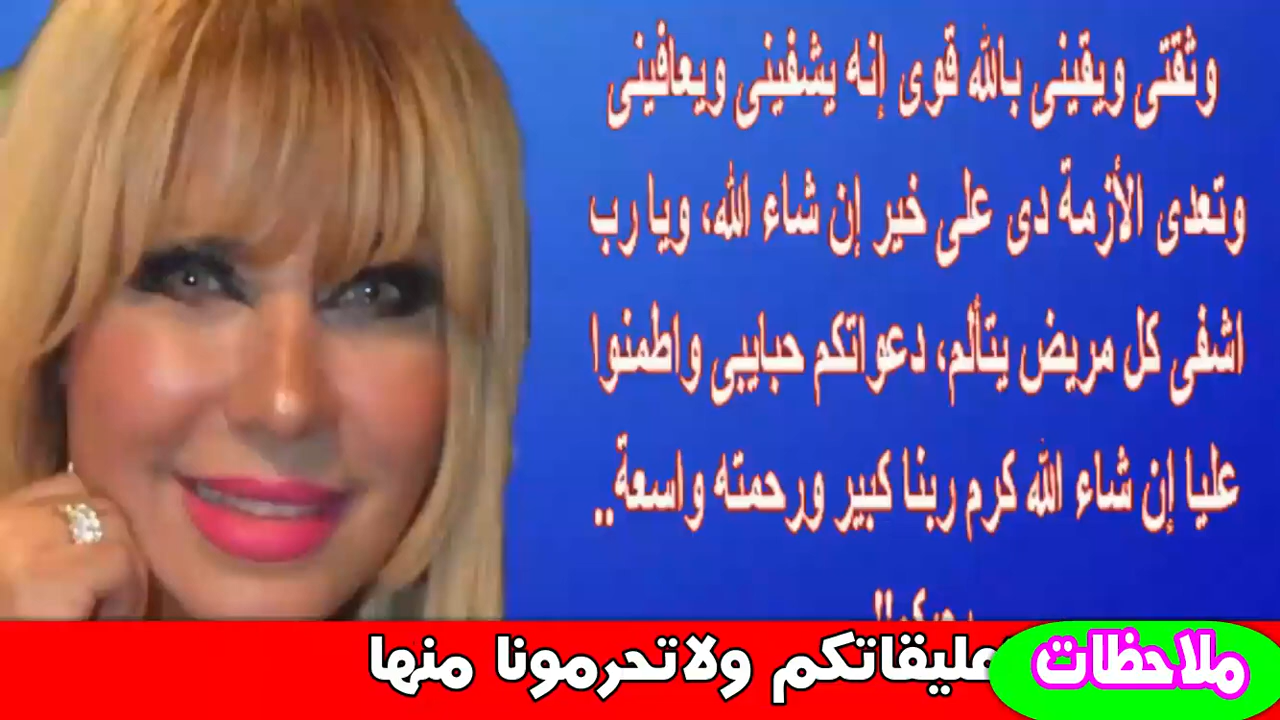 وثقتى ويقينى بالله قوى إنه يشفينى ويعافينى
وتعدى الأزمة دى على خير إن شاء الله، ويا رب
اشفى كل مريض يتألم، دعواتكم حبايبى واطمنوا
عليا إن شاء الله كرم ربنا كبير ورحمته واسعة..
ملاحظات
ولاتحرمونا منها